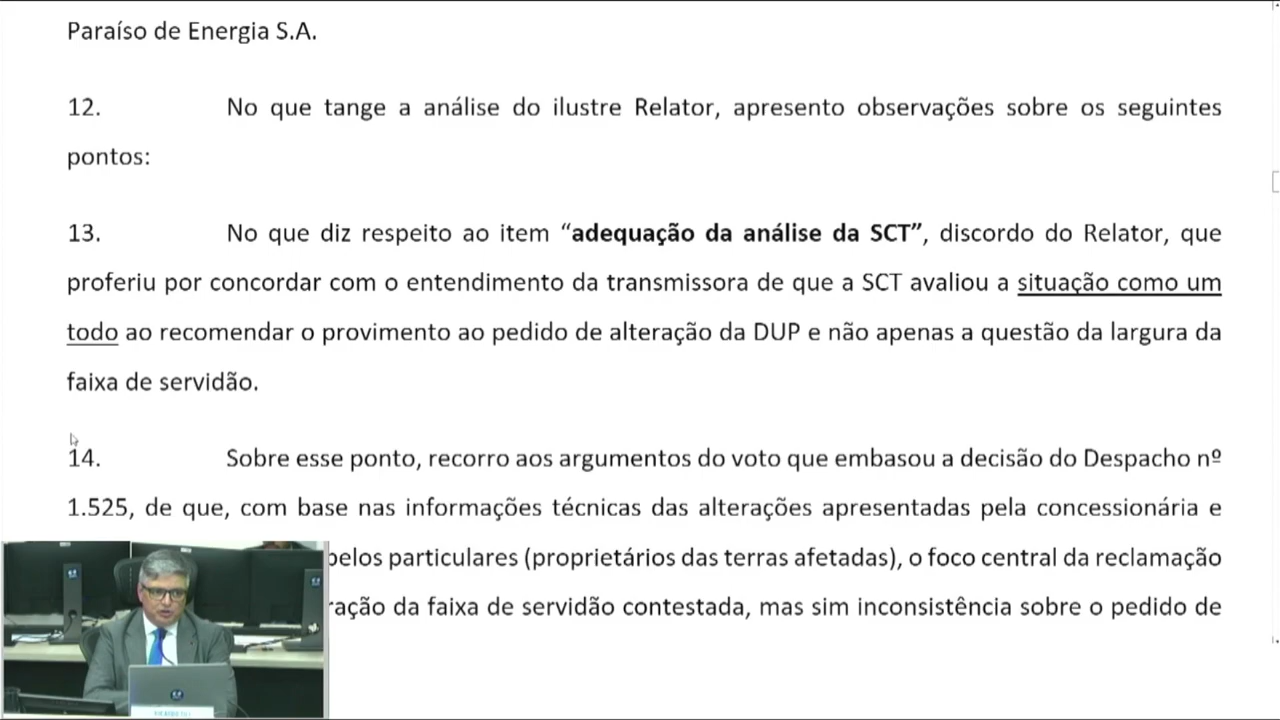 Paraíso de Energia S.A.
12. No que tange a análise do ilustre Relator, apresento observações sobre os seguintes
pontos:
13. No que diz respeito ao item “adequação da análise da SCT”, discordo do Relator, que
proferiu por concordar com o entendimento da transmissora de que a SCT avaliou a situação como um
todo ao recomendar o provimento ao pedido de alteração da DUP e não apenas a questão da largura da
faixa de servidão.
14. Sobre esse ponto, recorro aos argumentos do voto que embasou a decisão do Despacho nº
1.525, de que, com base nas informações técnicas das alterações apresentadas pela concessionária e
pelos particulares (proprietários das terras afetadas), o foco central da reclamação
ração da faixa de servidão contestada, mas sim inconsistência sobre o pedido de